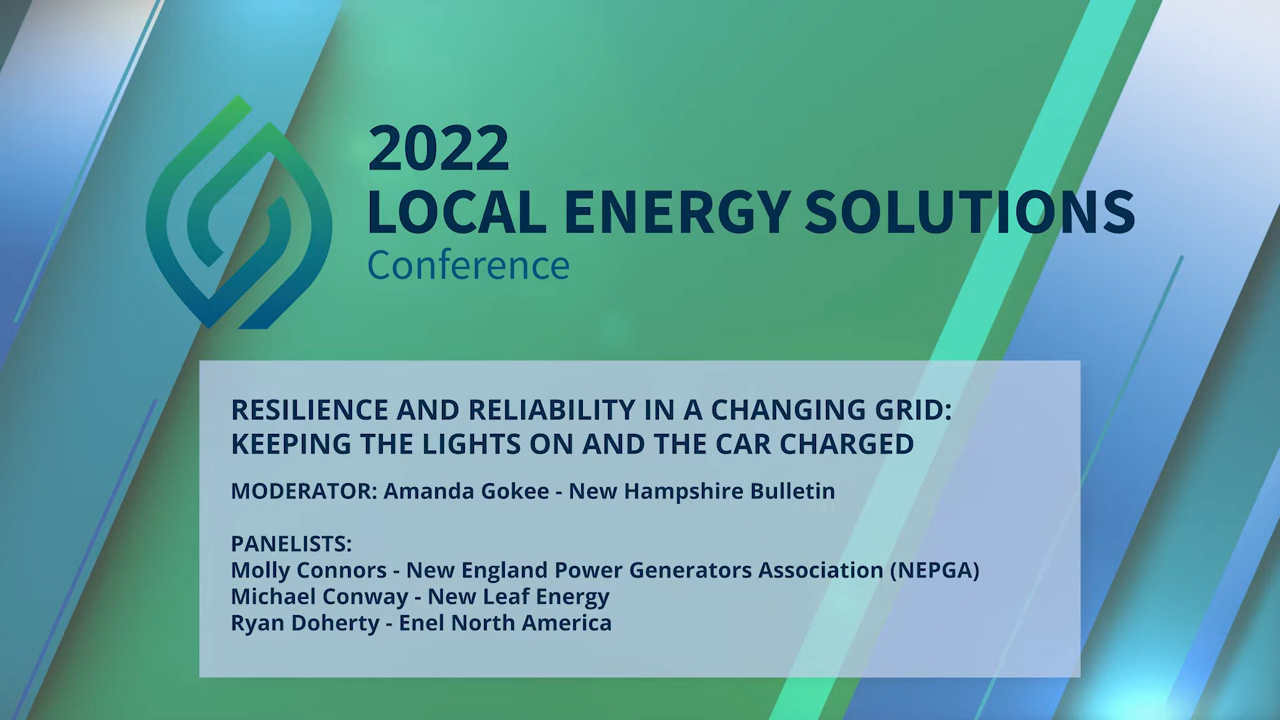 2022
LOCAL ENERGY SOLUTIONS
Conference
RESILIENCE AND RELIABILITY IN A CHANGING GRID:
KEEPING THE LIGHTS ON AND THE CAR CHARGED
MODERATOR: Amanda Gokee - New Hampshire Bulletin
PANELISTS:
Molly Connors - New England Power Generators Association (NEPGA)
Michael Conway - New Leaf Energy
Ryan Doherty - Enel North America